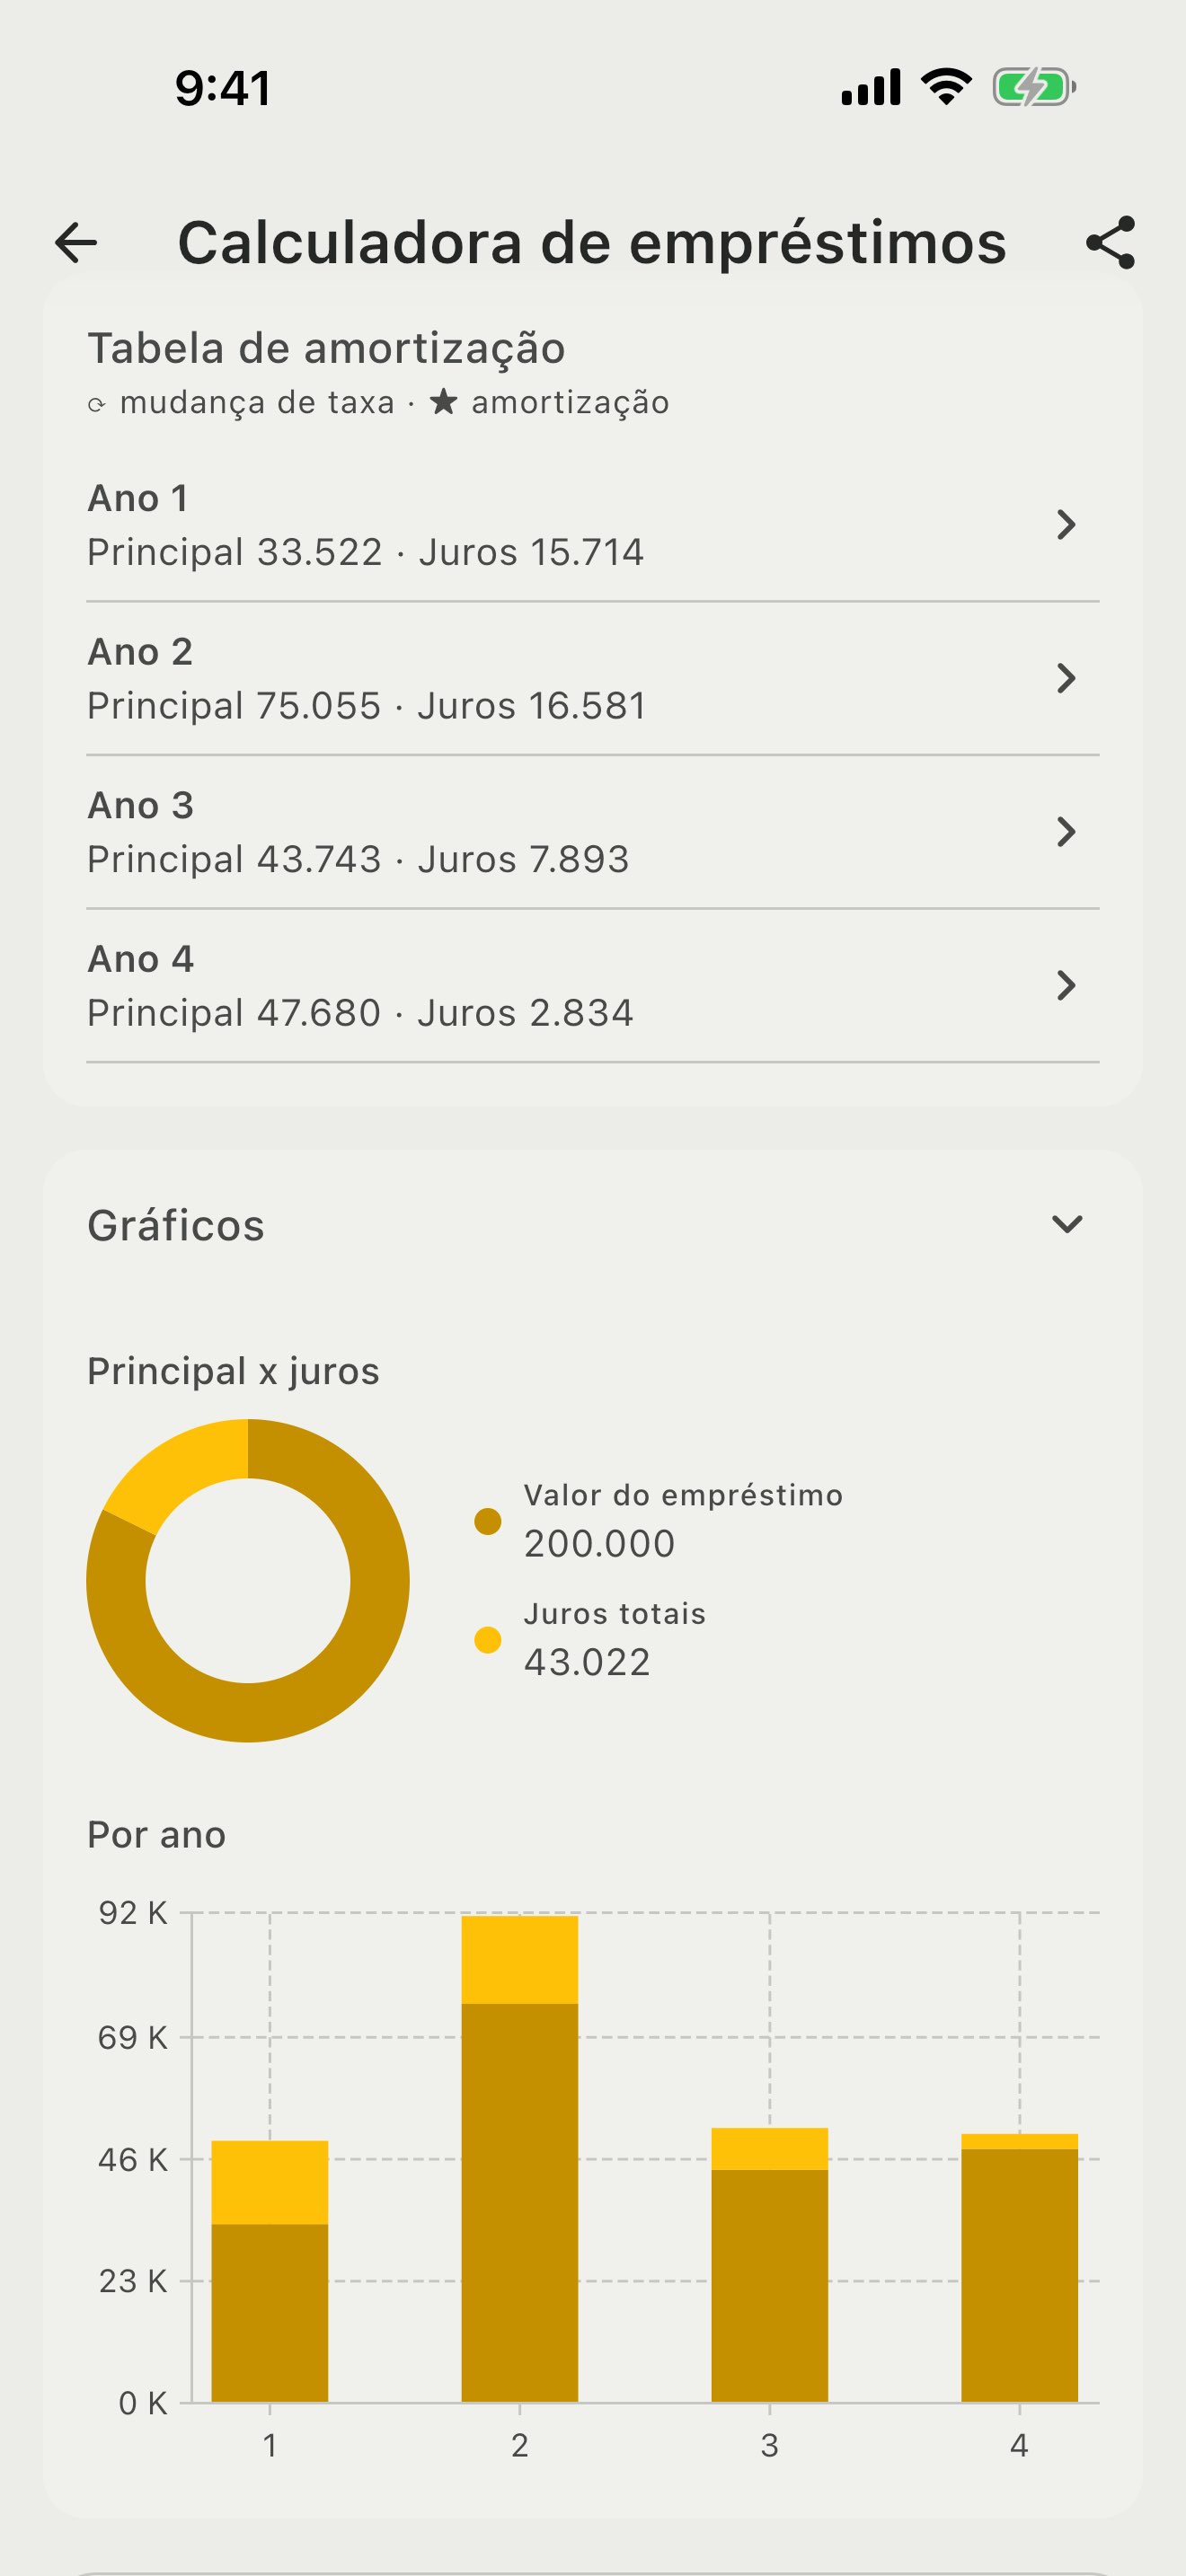 9:41
Calculadora de empréstimos
Tabela de amortização
⟳ mudança de taxa · ★ amortização
Ano 1
Principal 33.522 · Juros 15.714
Ano 2
Principal 75.055 · Juros 16.581
Ano 3
Principal 43.743 · Juros 7.893
Ano 4
Principal 47.680 · Juros 2.834
Gráficos
Principal x juros
Valor do empréstimo
200.000
Juros totais
43.022
Por ano
92 K
69 K
46 K
23 K
0 K
1 2 3 4